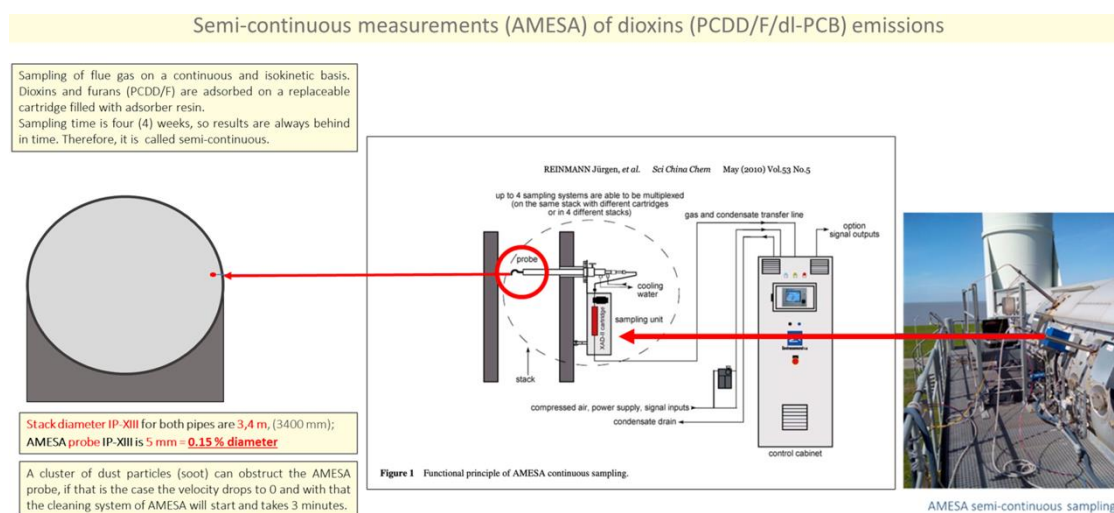 Semi-continuous measurements (AMESA) of dioxins (PCDD/F/dl-PCB) emissions
Sampling of flue gas on a continuous and isokinetic basis.
Dioxins and furans (PCDD/F) are adsorbed on a replaceable
cartridge filled with adsorber resin.
Sampling time is four (4) weeks, so results are always behind
in time. Therefore, it is called semi-continuous.
REINMANN Jürgen, et al. Sci China Chem May (2010) Vol.53 No.5
up to 4 sampling systems are able to be multiplexed
(on the same stack with different cartridges
or in 4 different stacks)
gas and condensate transfer line
option
signal outputs
probe
cooling
water
sampling unit
XAD-II cartridge
stack
compressed air, power supply, signal inputs
condensate drain
control cabinet
Figure 1 Functional principle of AMESA continuous sampling.
Stack diameter IP-XIII for both pipes are 3,4 m, (3400 mm);
AMESA probe IP-XIII is 5 mm = 0.15 % diameter
A cluster of dust particles (soot) can obstruct the AMESA
probe, if that is the case the velocity drops to 0 and with that
the cleaning system of AMESA will start and takes 3 minutes.
AMESA semi-continuous sampling